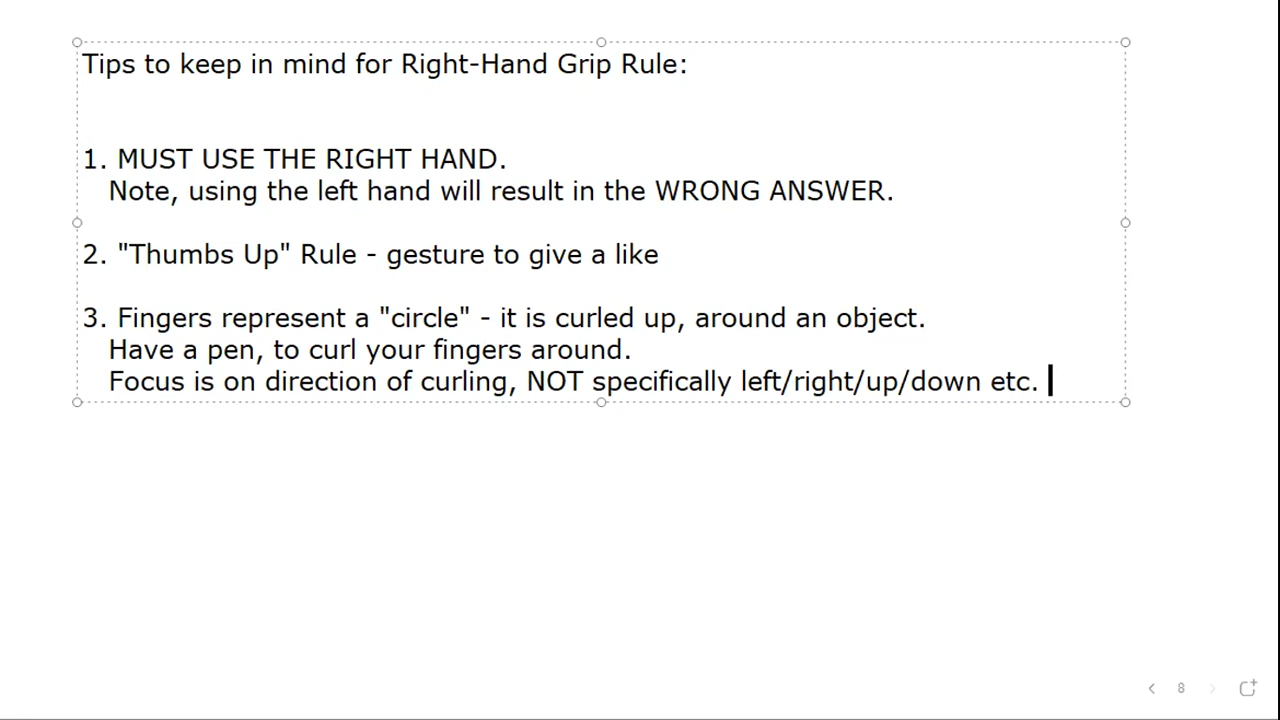 Tips to keep in mind for Right-Hand Grip Rule:
1. MUST USE THE RIGHT HAND.
Note, using the left hand will result in the WRONG ANSWER.
2. "Thumbs Up" Rule - gesture to give a like
3. Fingers represent a "circle" - it is curled up, around an object.
Have a pen, to curl your fingers around.
Focus is on direction of curling, NOT specifically left/right/up/down etc.
8